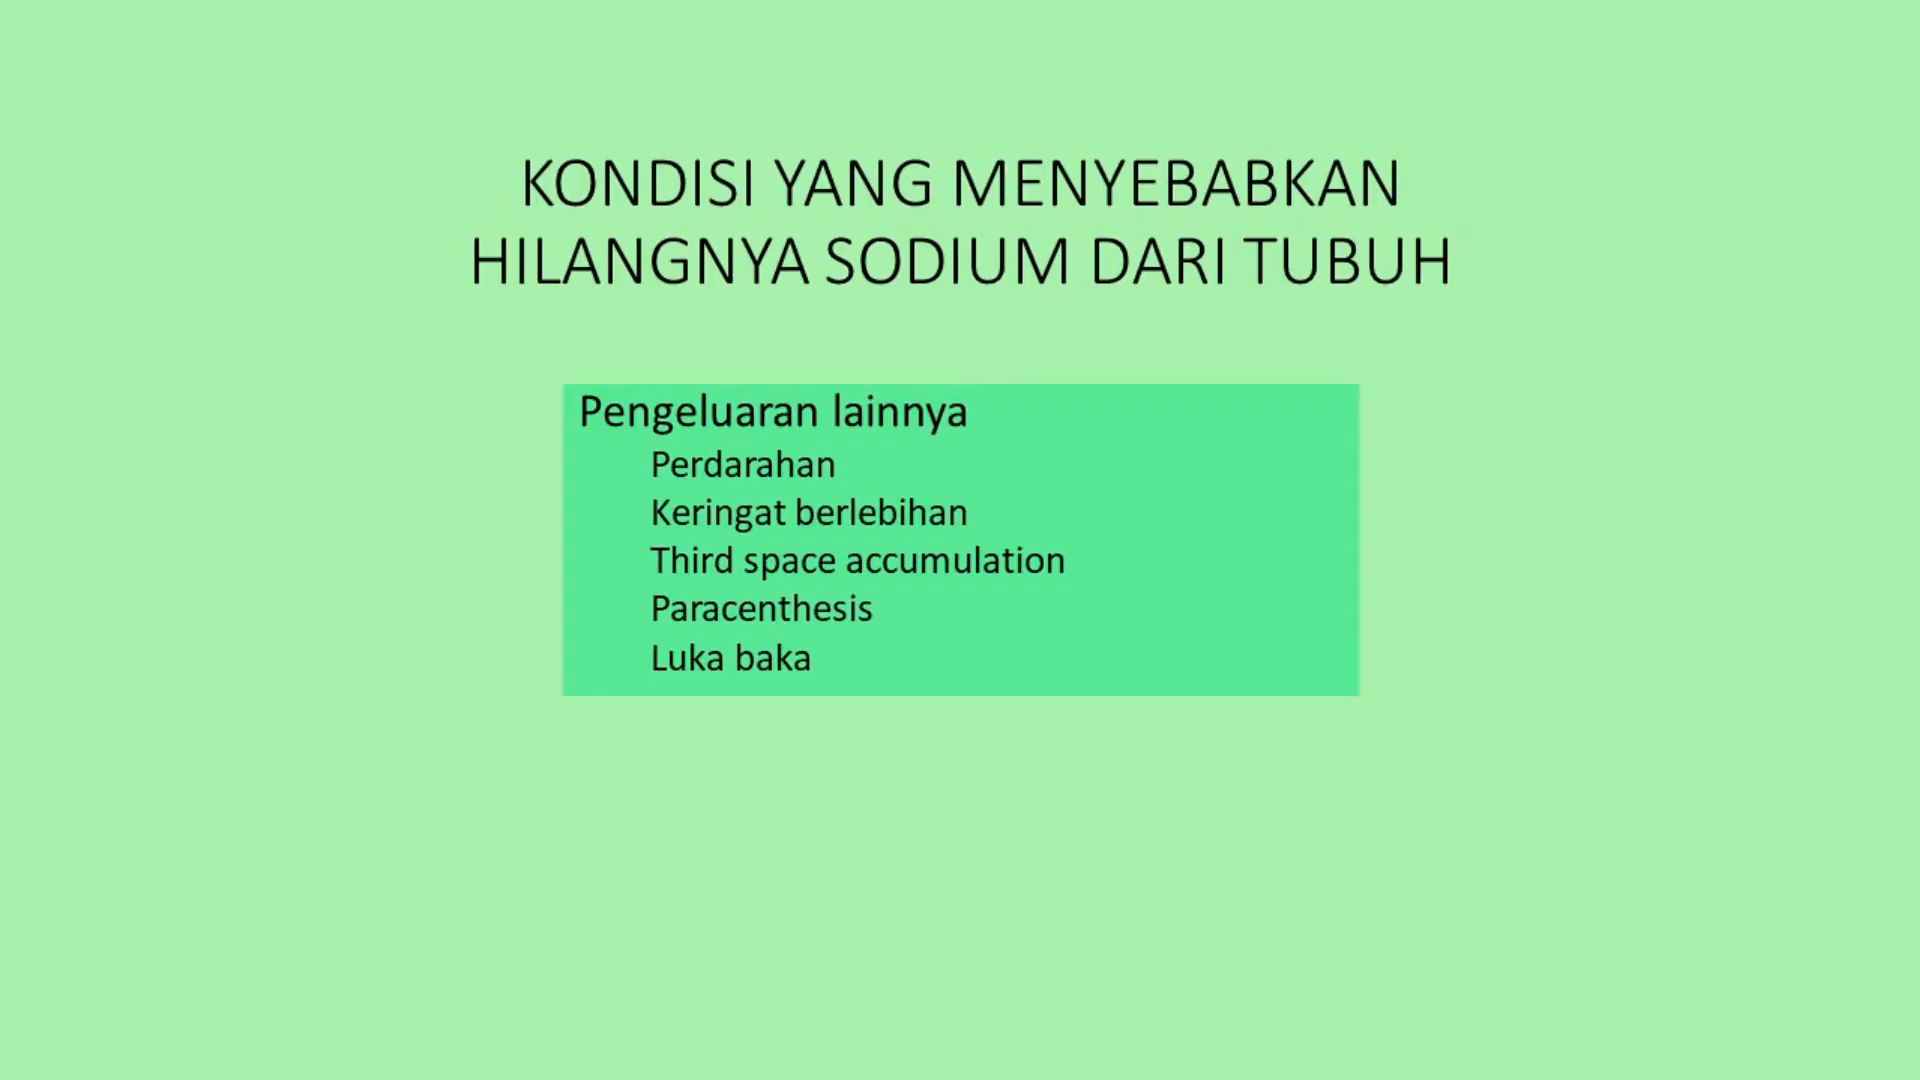 KONDISI YANG MENYEBABKAN
HILANGNYA SODIUM DARI TUBUH
Pengeluaran lainnya
Perdarahan
Keringat berlebihan
Third space accumulation
Paracenthesis
Luka baka